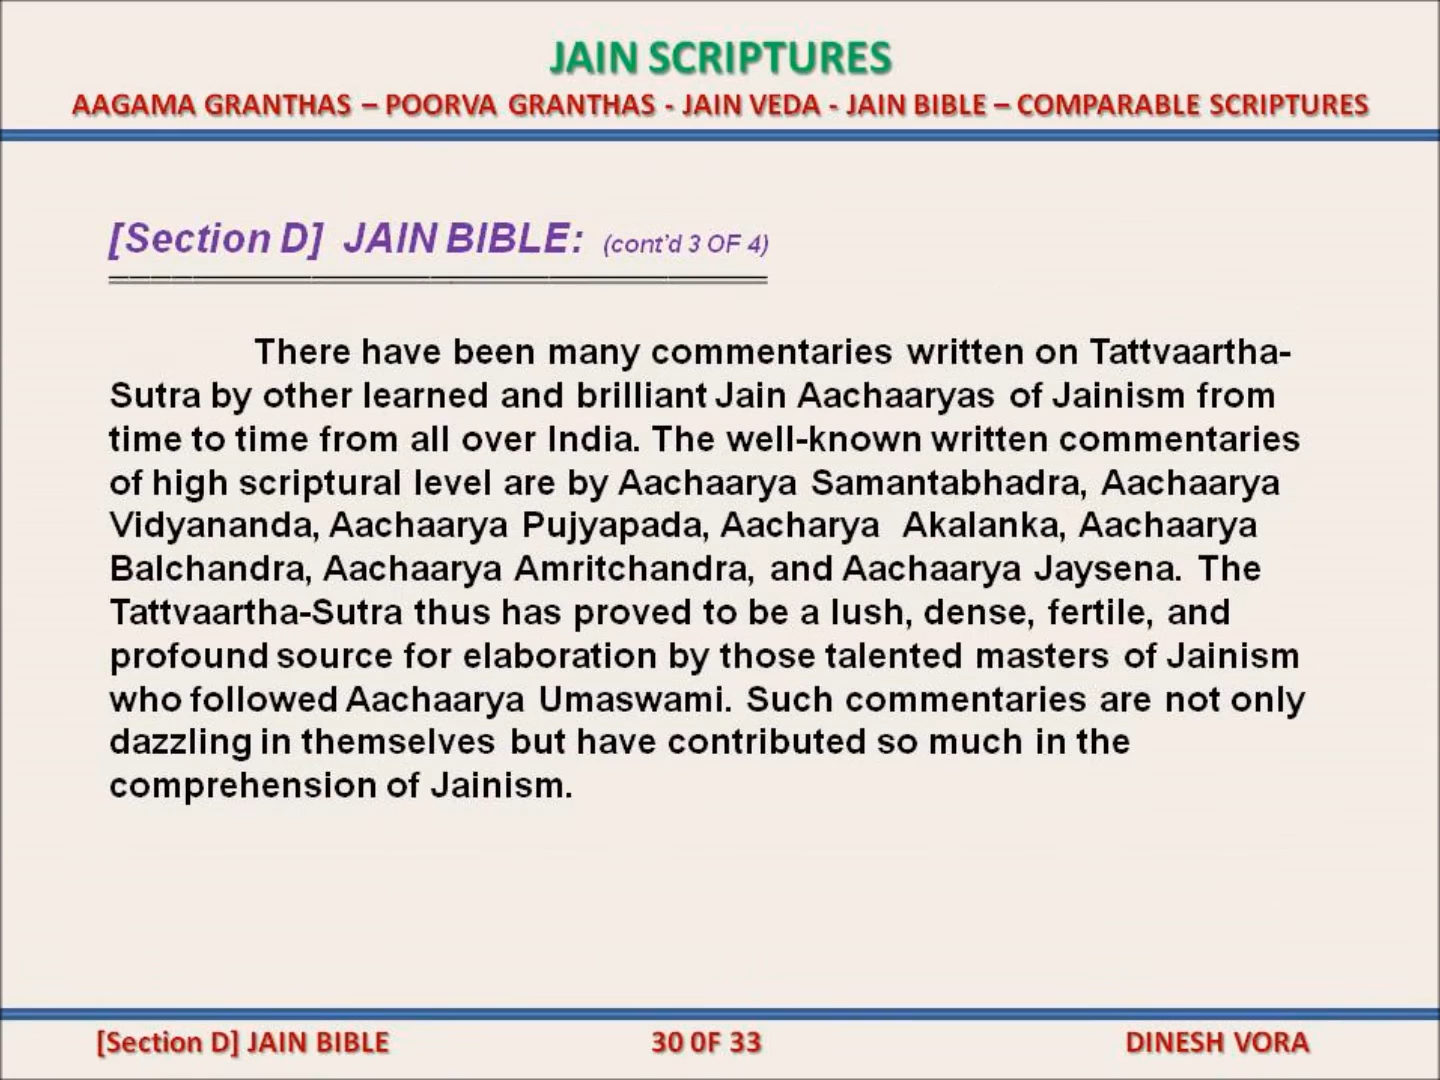 JAIN SCRIPTURES
AAGAMA GRANTHAS – POORVA GRANTHAS - JAIN VEDA - JAIN BIBLE – COMPARABLE SCRIPTURES
[Section D] JAIN BIBLE: (cont'd 3 OF 4)
There have been many commentaries written on Tattvaartha-
Sutra by other learned and brilliant Jain Aachaaryas of Jainism from
time to time from all over India. The well-known written commentaries
of high scriptural level are by Aachaarya Samantabhadra, Aachaarya
Vidyananda, Aachaarya Pujyapada, Aacharya Akalanka, Aachaarya
Balchandra, Aachaarya Amritchandra, and Aachaarya Jaysena. The
Tattvaartha-Sutra thus has proved to be a lush, dense, fertile, and
profound source for elaboration by those talented masters of Jainism
who followed Aachaarya Umaswami. Such commentaries are not only
dazzling in themselves but have contributed so much in the
comprehension of Jainism.
[Section D] JAIN BIBLE 30 0F 33 DINESH VORA